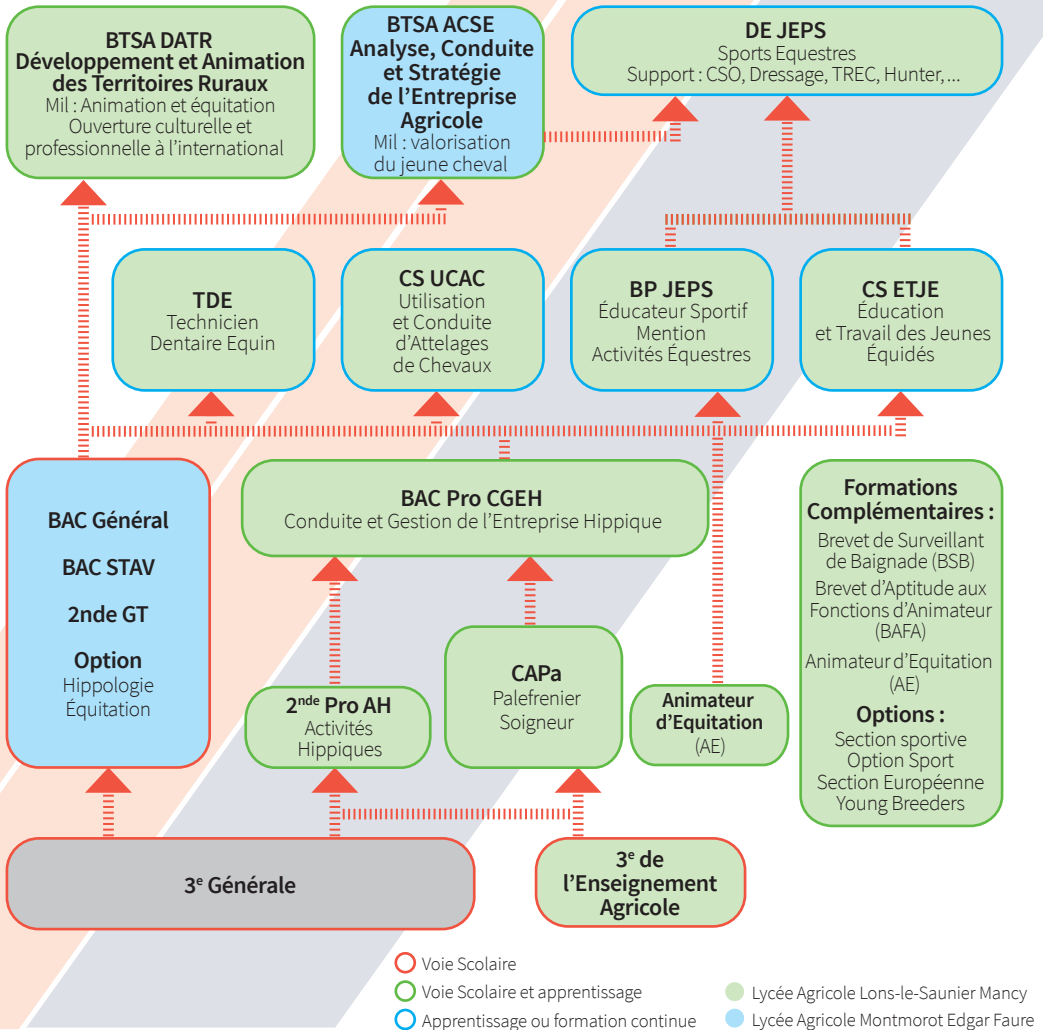 BTSA DATR
Développement et Animation
des Territoires Ruraux
Mil : Animation et équitation
Ouverture culturelle et
professionnelle à l'international
BTSA ACSE
Analyse, Conduite
et Stratégie
de l'Entreprise
Agricole
Mil : valorisation
du jeune cheval
DE JEPS
Sports Equestres
Support : CSO, Dressage, TREC, Hunter, ...
TDE
Technicien
Dentaire Equin
CS UCAC
Utilisation
et Conduite
d'Attelages
de Chevaux
BP JEPS
Éducateur Sportif
Mention
Activités Équestres
CS ETJE
Éducation
et Travail des Jeunes
Équidés
BAC Général
BAC STAV
2nde GT
Option
Hippologie
Équitation
BAC Pro CGEH
Conduite et Gestion de l'Entreprise Hippique
2nde Pro AH
Activités
Hippiques
CAPa
Palefrenier
Soigneur
Animateur
d'Equitation
(AE)
Formations
Complémentaires :
Brevet de Surveillant
de Baignade (BSB)
Brevet d'Aptitude aux
Fonctions d'Animateur
(BAFA)
Animateur d'Equitation
(AE)
Options :
Section sportive
Option Sport
Section Européenne
Young Breeders
3e Générale
3e de
l'Enseignement
Agricole
Voie Scolaire
Voie Scolaire et apprentissage
Apprentissage ou formation continue
Lycée Agricole Lons-le-Saunier Mancy
Lycée Agricole Montmorot Edgar Faure